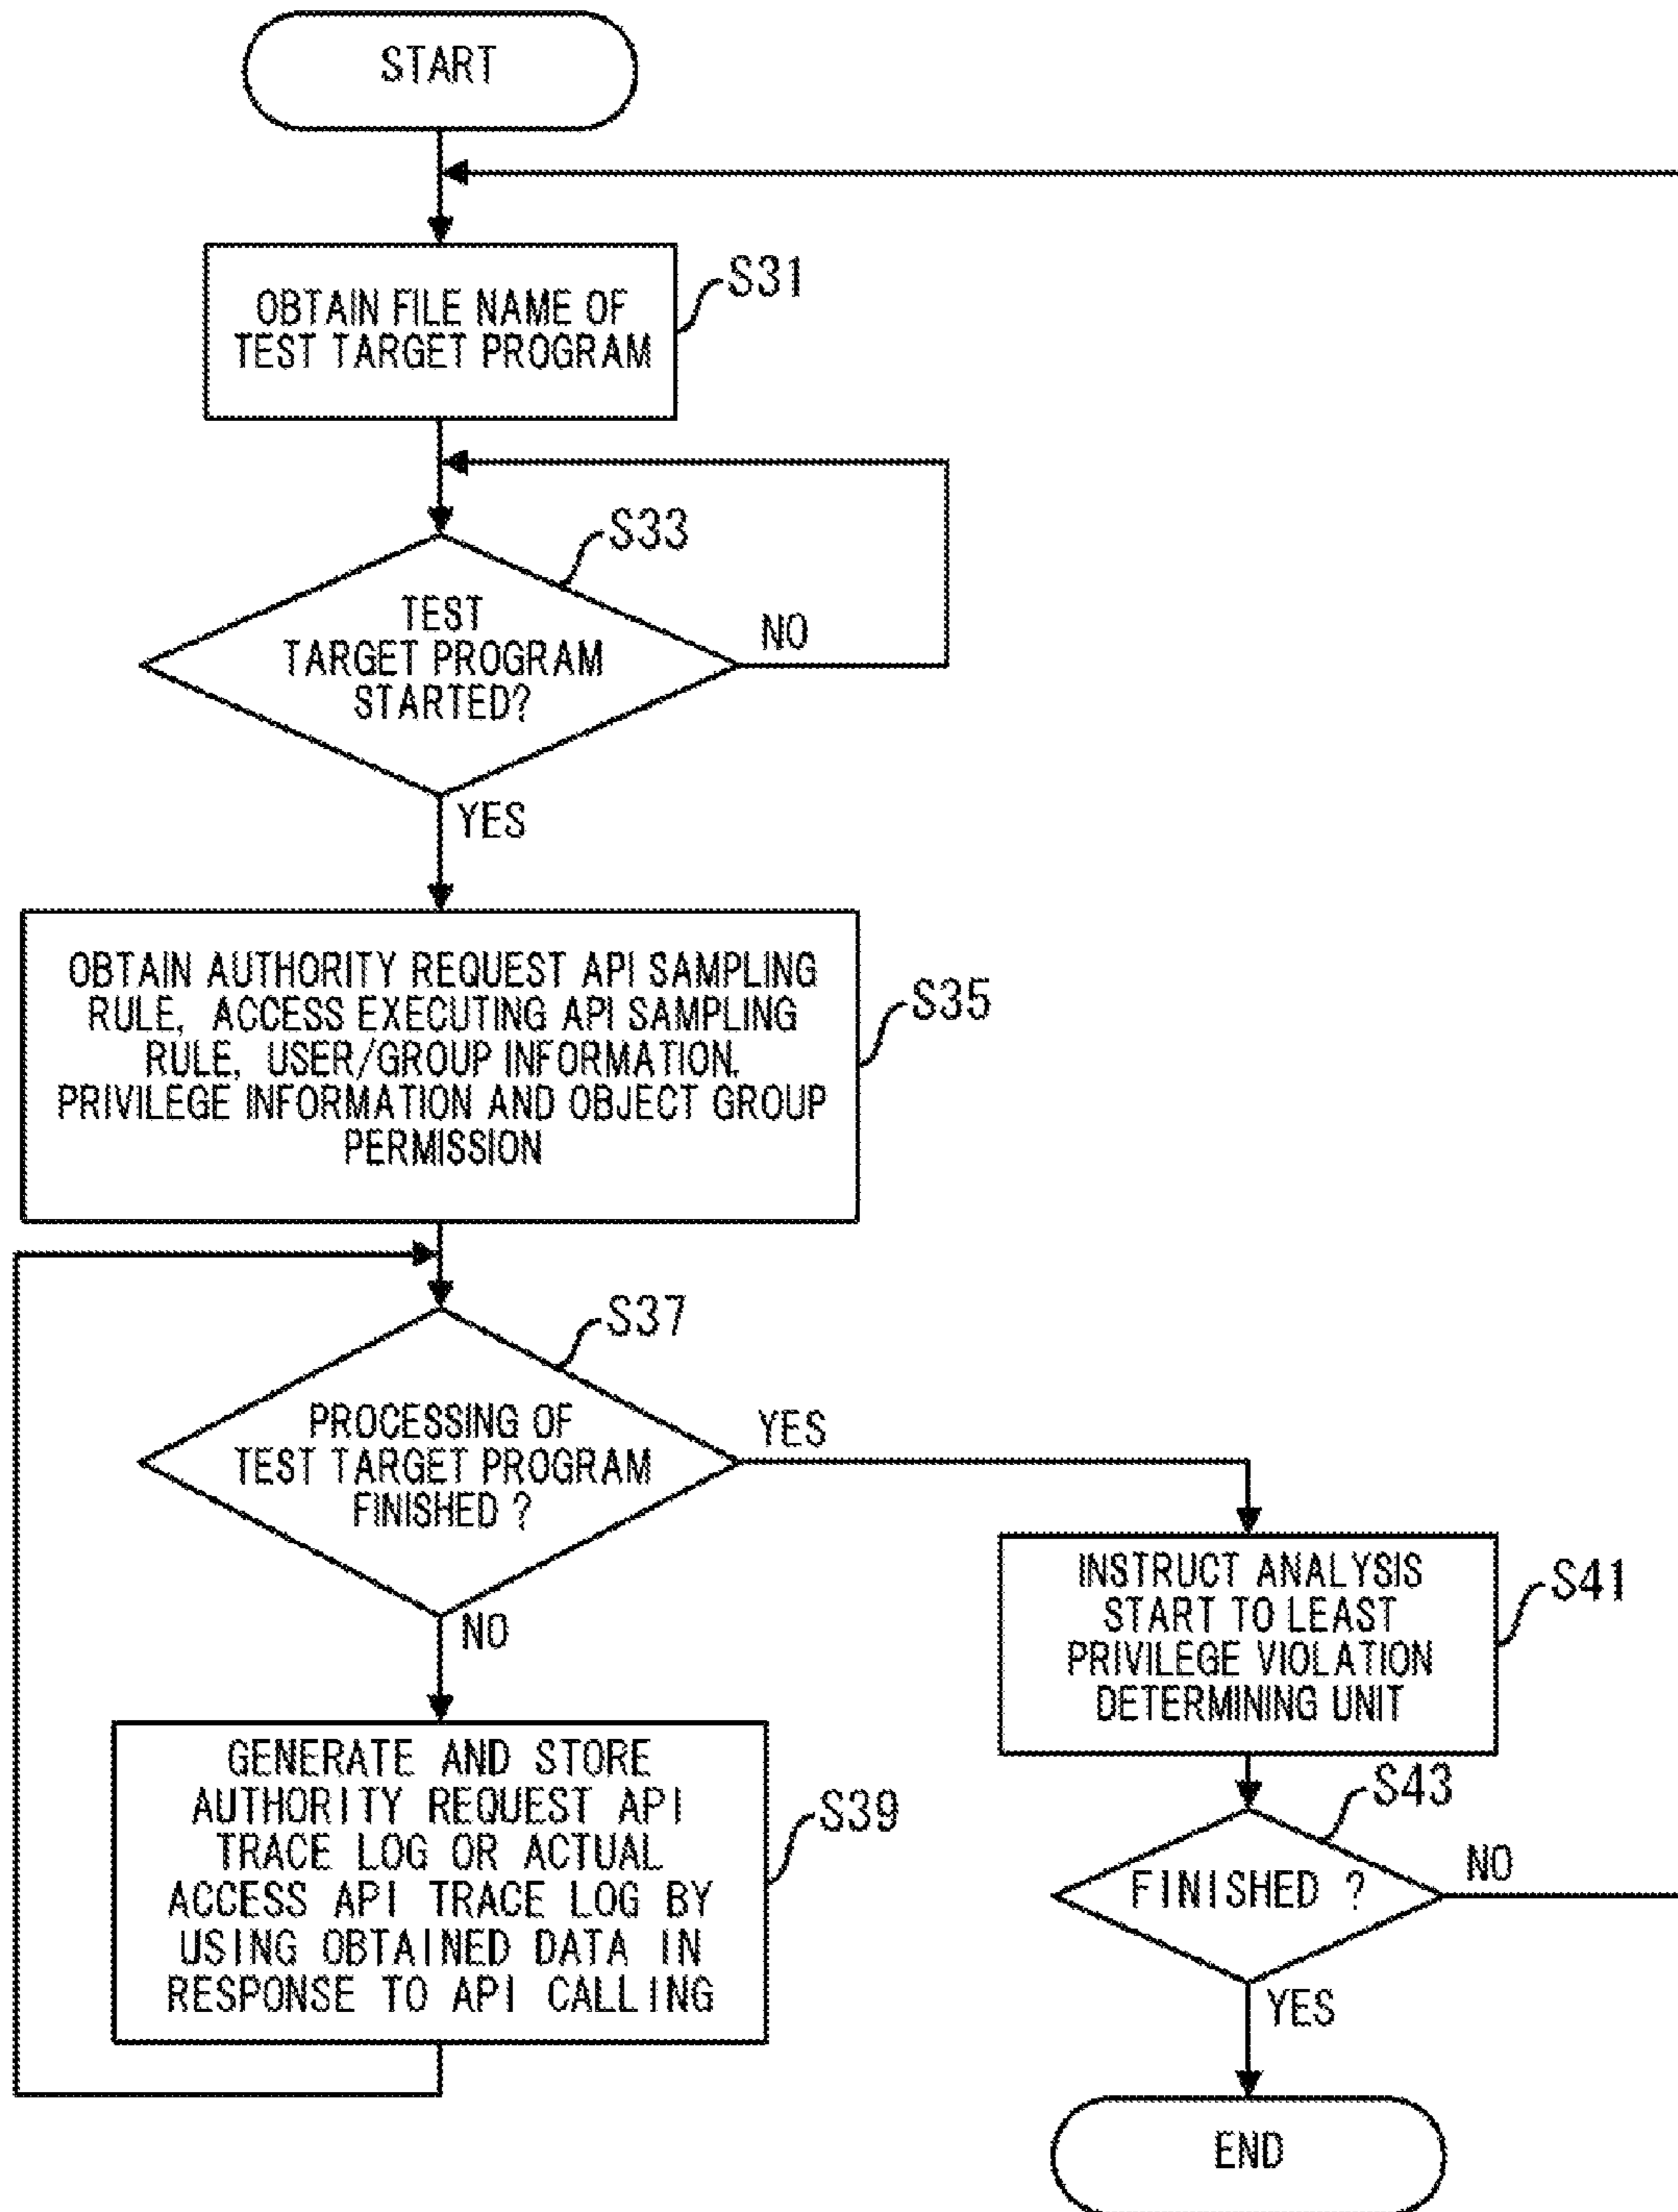 START
S31
OBTAIN FILE NAME OF
TEST TARGET PROGRAM
S33
TEST
TARGET PROGRAM
STARTED?
NO
YES
OBTAIN AUTHORITY REQUEST API SAMPLING
RULE, ACCESS EXECUTING API SAMPLING
RULE, USER/GROUP INFORMATION,
PRIVILEGE INFORMATION AND OBJECT GROUP
PERMISSION
S35
S37
PROCESSING OF
TEST TARGET PROGRAM
FINISHED ?
YES
NO
INSTRUCT ANALYSIS
START TO LEAST
PRIVILEGE VIOLATION
DETERMINING UNIT
S41
GENERATE AND STORE
AUTHORITY REQUEST API
TRACE LOG OR ACTUAL
ACCESS API TRACE LOG BY
USING OBTAINED DATA IN
RESPONSE TO API CALLING
S39
S43
FINISHED ?
NO
YES
END